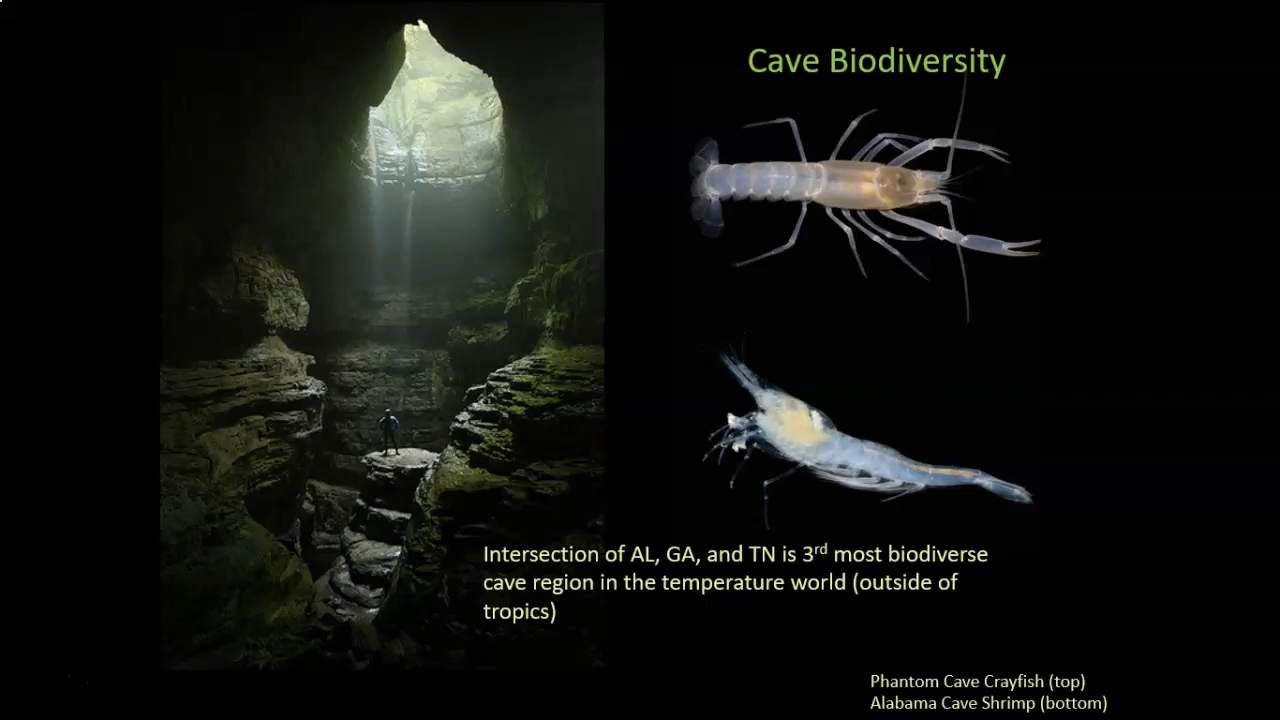 Cave Biodiversity
Intersection of AL, GA, and TN is 3rd most biodiverse
cave region in the temperature world (outside of
tropics)
Phantom Cave Crayfish (top)
Alabama Cave Shrimp (bottom)